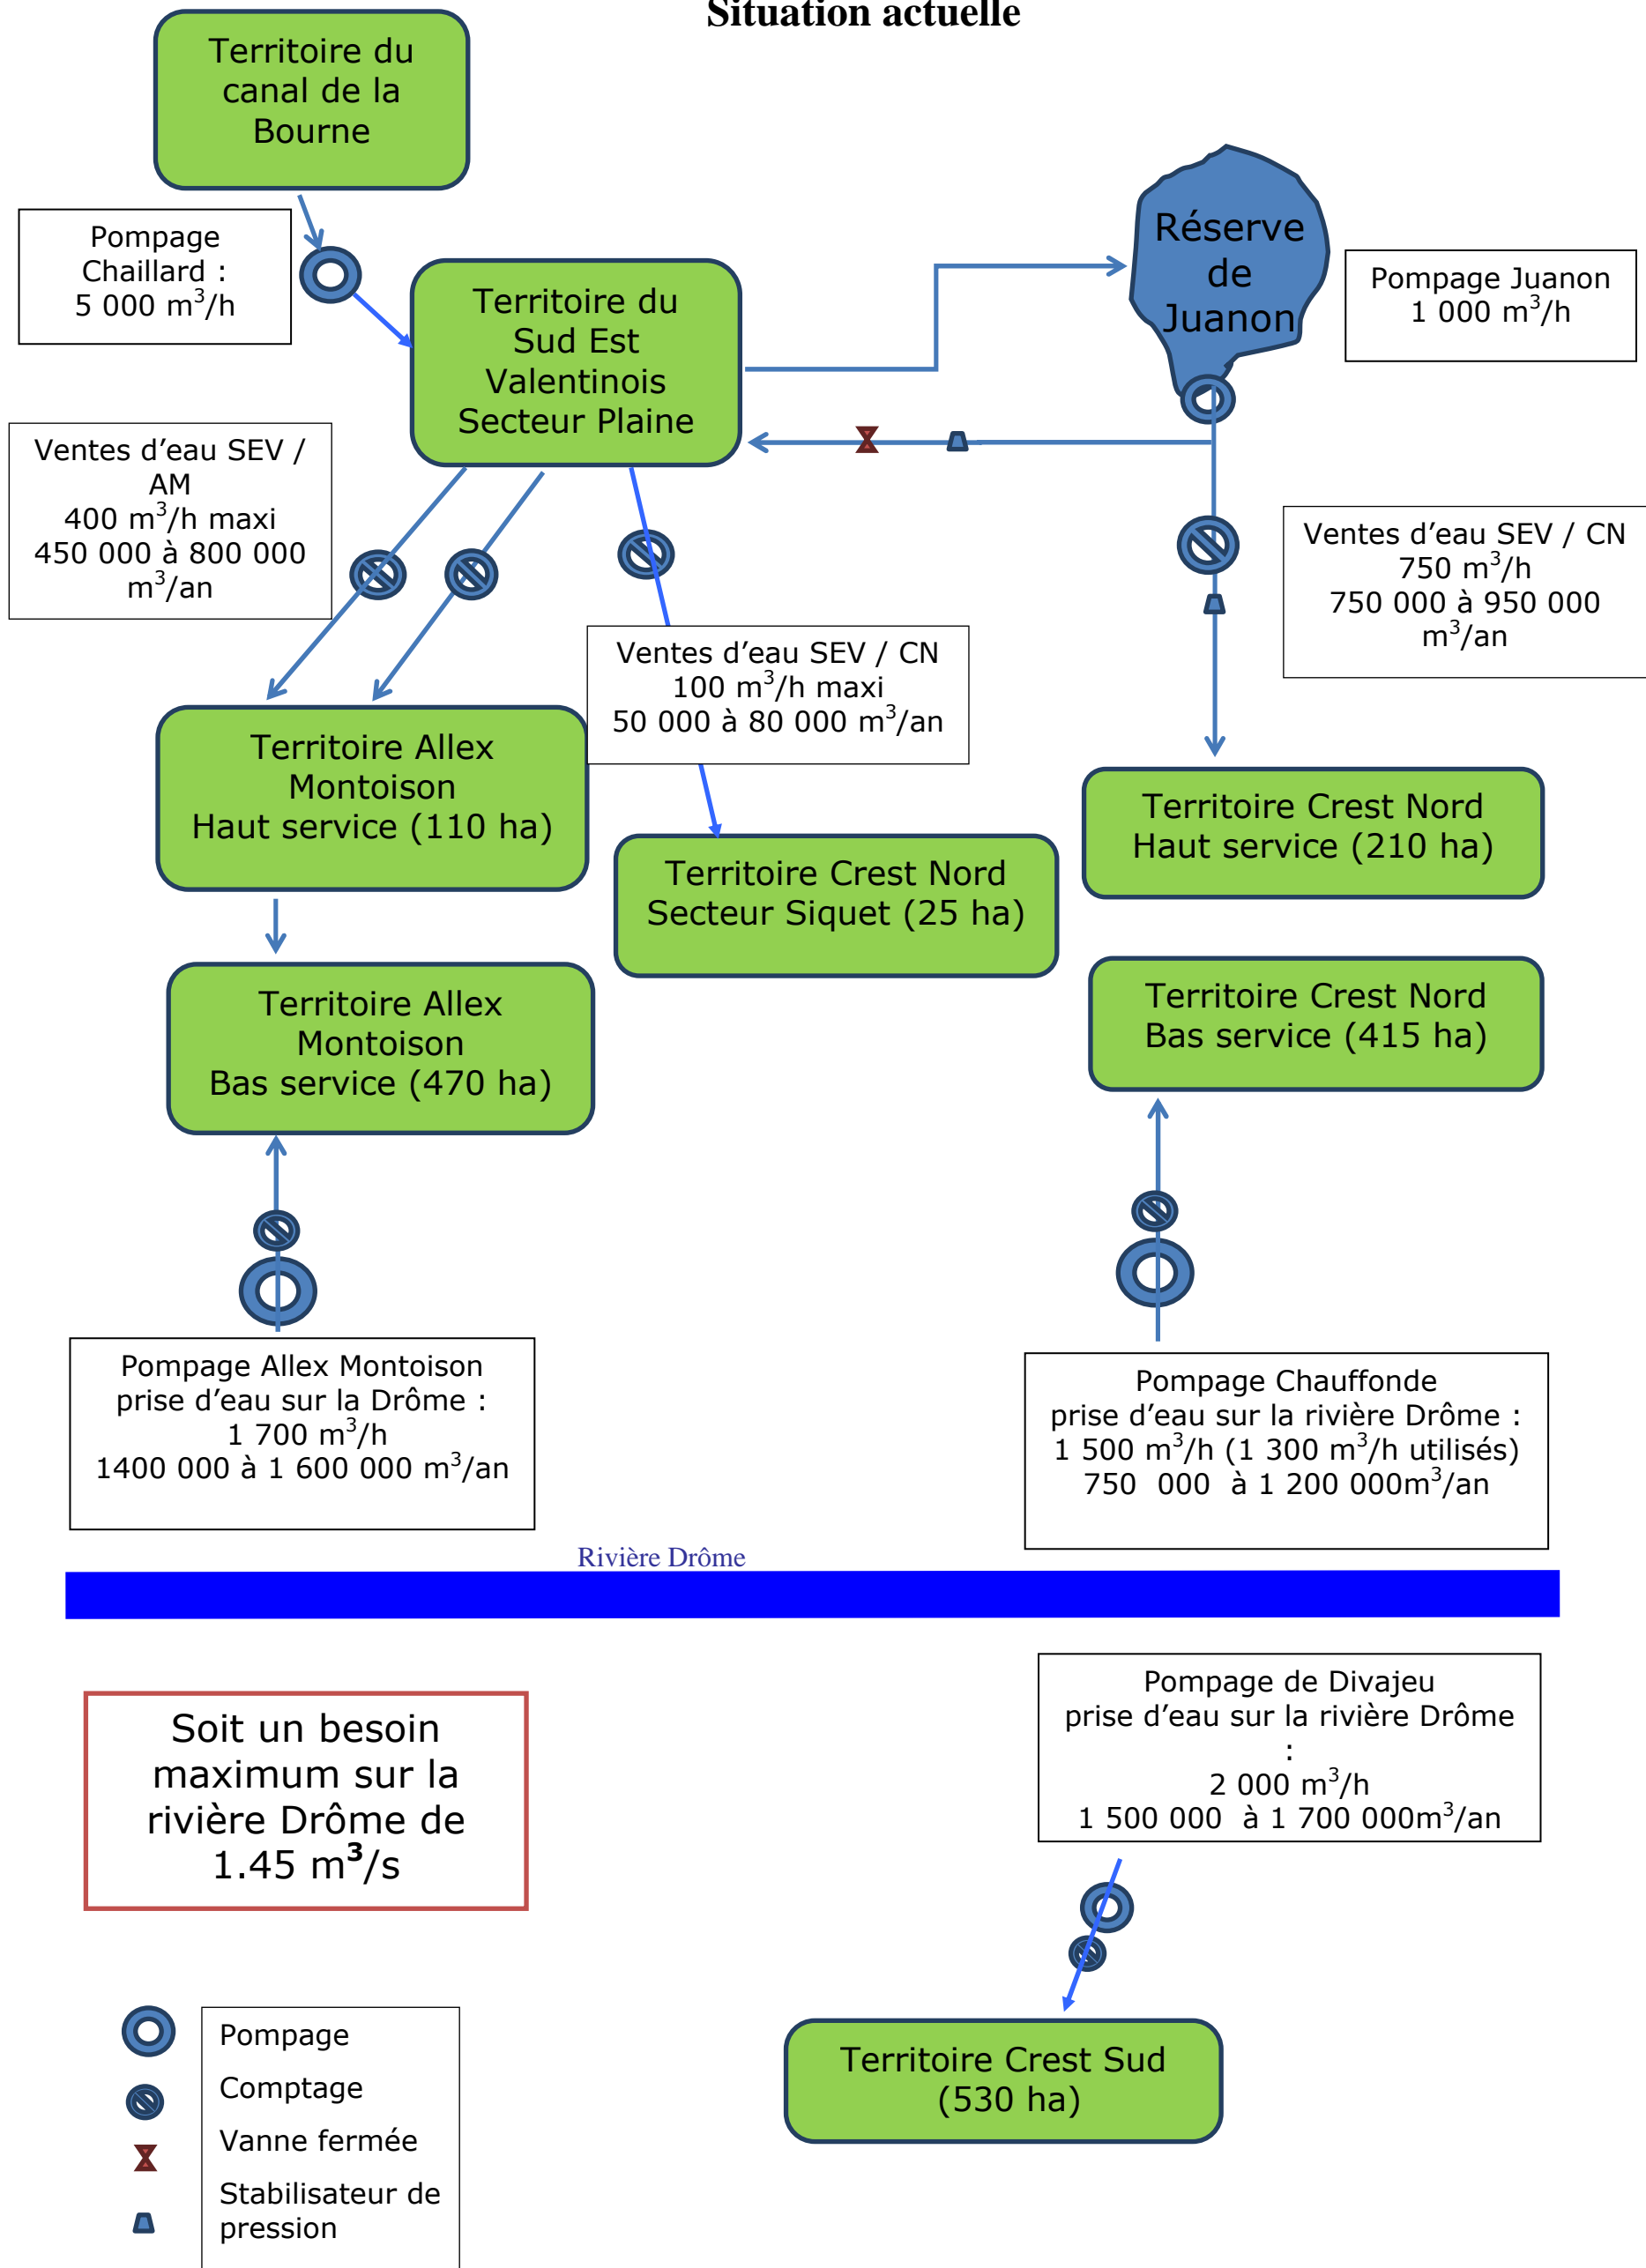 Situation actuelle
Territoire du
canal de la
Bourne
Pompage
Chaillard :
5 000 m³/h
Territoire du
Sud Est
Valentinois
Secteur Plaine
Réserve
de
Juanon
Pompage Juanon
1 000 m³/h
Ventes d’eau SEV /
AM
400 m³/h maxi
450 000 à 800 000
m³/an
Ventes d’eau SEV / CN
750 m³/h
750 000 à 950 000
m³/an
Ventes d’eau SEV / CN
100 m³/h maxi
50 000 à 80 000 m³/an
Territoire Allex
Montoison
Haut service (110 ha)
Territoire Crest Nord
Secteur Siquet (25 ha)
Territoire Crest Nord
Haut service (210 ha)
Territoire Allex
Montoison
Bas service (470 ha)
Territoire Crest Nord
Bas service (415 ha)
Pompage Allex Montoison
prise d’eau sur la Drôme :
1 700 m³/h
1400 000 à 1 600 000 m³/an
Pompage Chauffonde
prise d’eau sur la rivière Drôme :
1 500 m³/h (1 300 m³/h utilisés)
750  000  à 1 200 000m³/an
Rivière Drôme
Soit un besoin
maximum sur la
rivière Drôme de
1.45 m³/s
Pompage de Divajeu
prise d’eau sur la rivière Drôme
:
2 000 m³/h
1 500 000  à 1 700 000m³/an
Territoire Crest Sud
(530 ha)
Pompage
Comptage
Vanne fermée
Stabilisateur de
pression